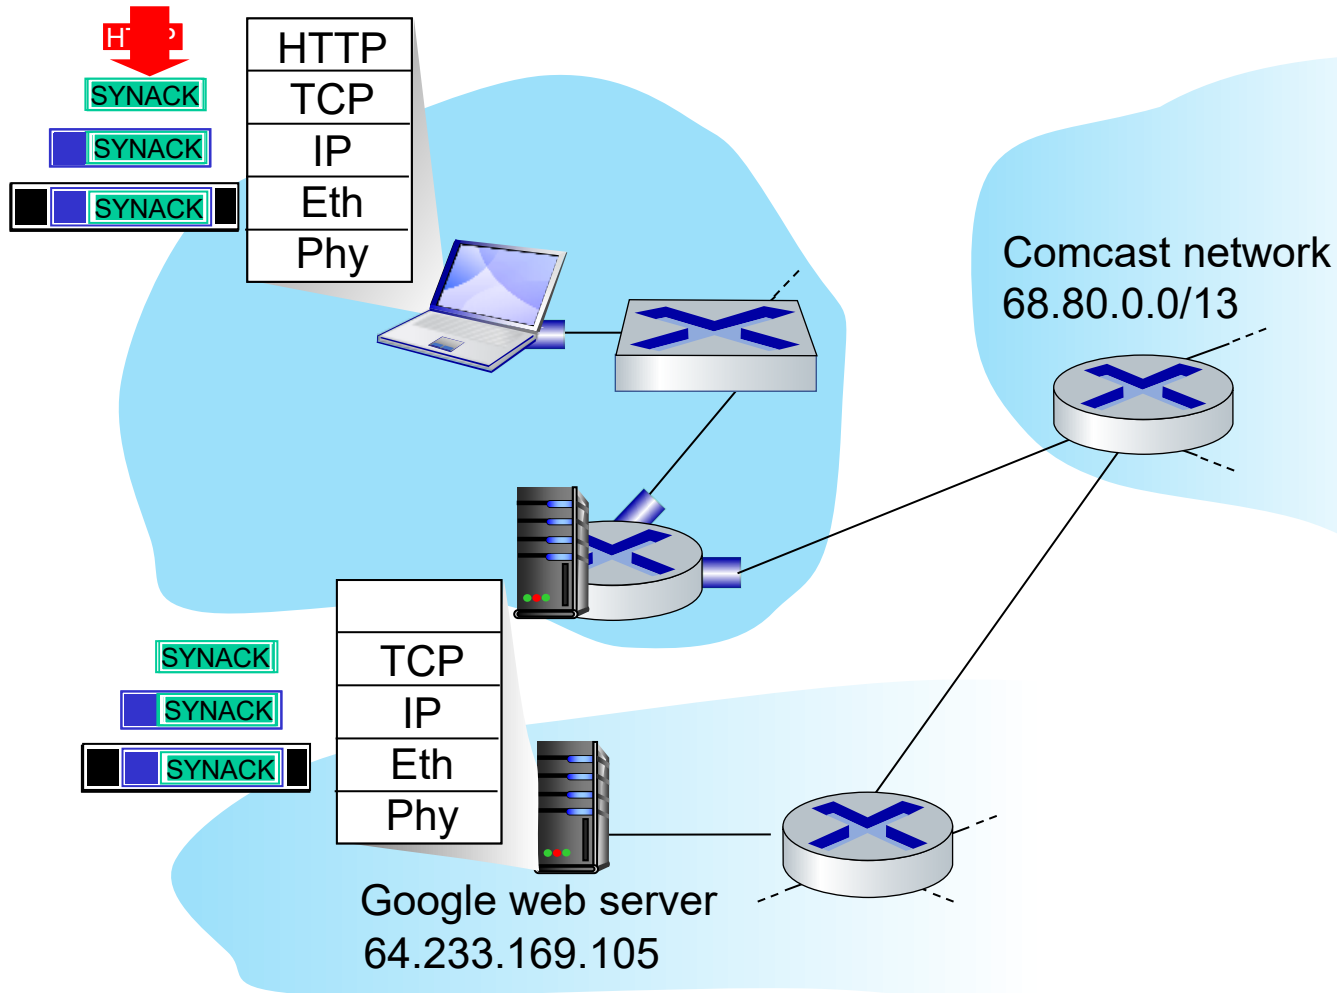 HTTP
SYNACK
SYNACK
SYNACK
HTTP
TCP
IP
Eth
Phy
Comcast network
68.80.0.0/13
SYNACK
SYNACK
SYNACK
TCP
IP
Eth
Phy
Google web server
64.233.169.105